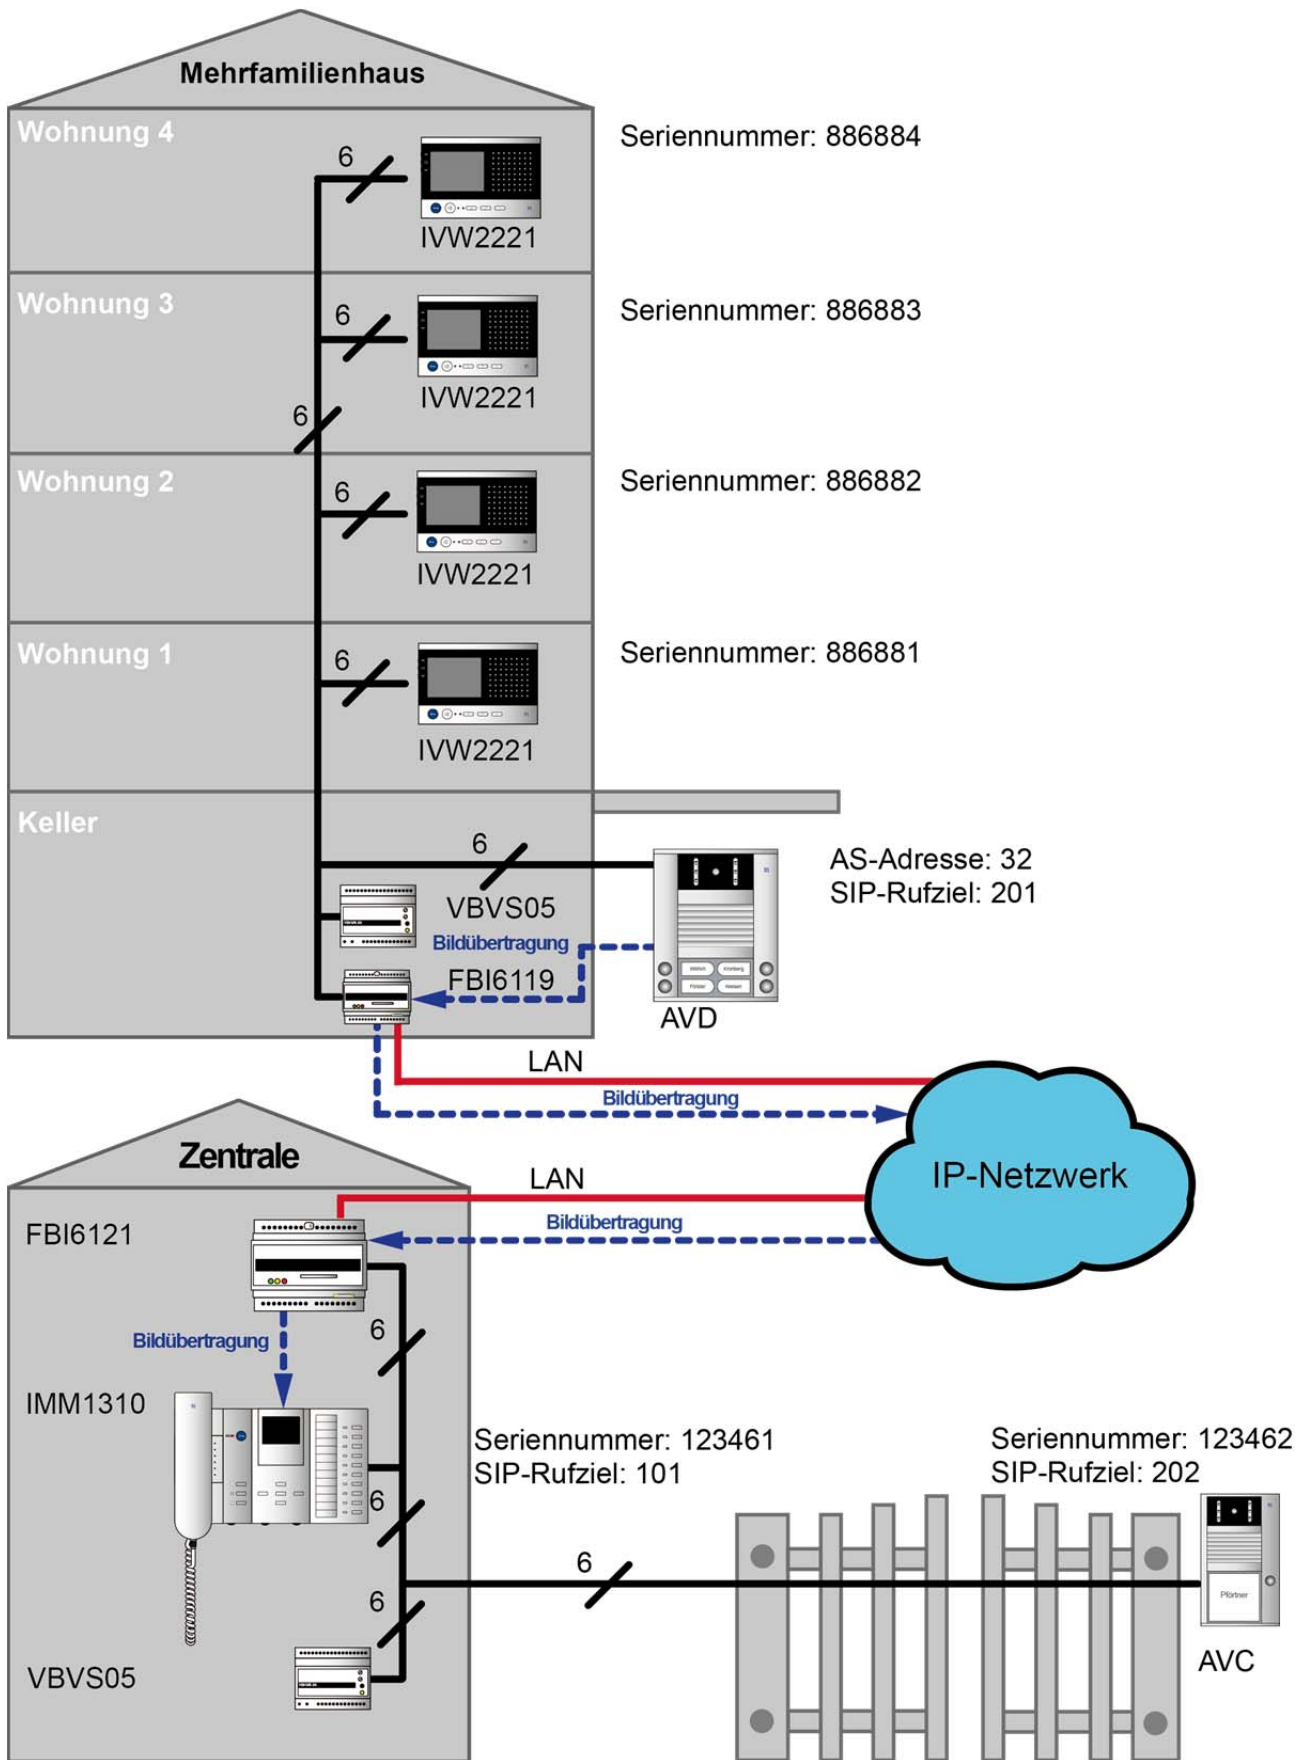 Mehrfamilienhaus
Wohnung 4
6
IVW2221
Seriennummer: 886884
Wohnung 3
6
IVW2221
Seriennummer: 886883
6
Wohnung 2
6
IVW2221
Seriennummer: 886882
Wohnung 1
6
IVW2221
Seriennummer: 886881
Keller
6
VBVS05
Bildübertragung
FBI6119
AVD
AS-Adresse: 32
SIP-Rufziel: 201
LAN
Bildübertragung
IP-Netzwerk
Zentrale
LAN
Bildübertragung
FBI6121
6
Bildübertragung
IMM1310
6
Seriennummer: 123461
SIP-Rufziel: 101
Seriennummer: 123462
SIP-Rufziel: 202
6
6
Pförtner
AVC
VBVS05